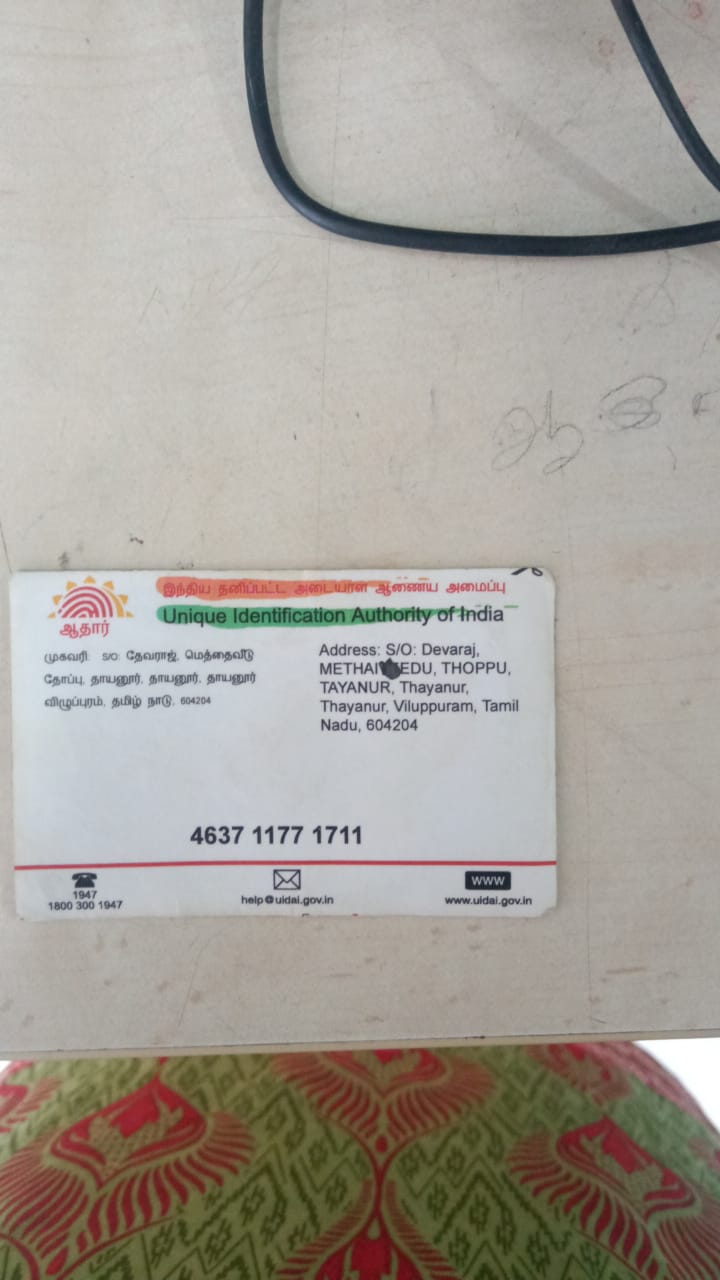 ஆ இ
இந்திய தனிப்பட்ட அடையாள ஆணைய அமைப்பு
Unique Identification Authority of India
ஆதார்
முகவரி: S/O: தேவராஜ், மெத்தைவீடு
தோப்பு, தாயனூர், தாயனூர், தாயனூர்
விழுப்புரம், தமிழ் நாடு, 604204
Address: S/O: Devaraj,
THOPPU,
TAYANUR, Thayanur,
Thayanur, Viluppuram, Tamil
Nadu, 604204
4637 1177 1711
1947
1800 300 1947
help@uidai.gov.in
WWW
www.uidai.gov.in